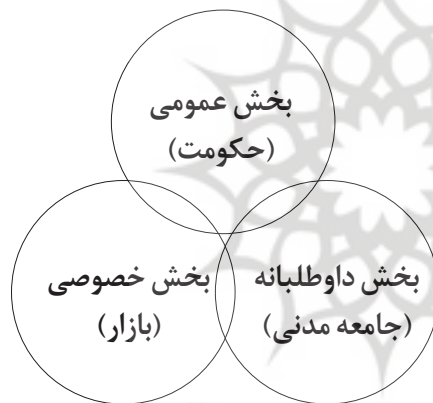 بخش عمومی
(حکومت)
بخش داوطلبانه
(جامعه مدنی)
بخش خصوصی
(بازار)